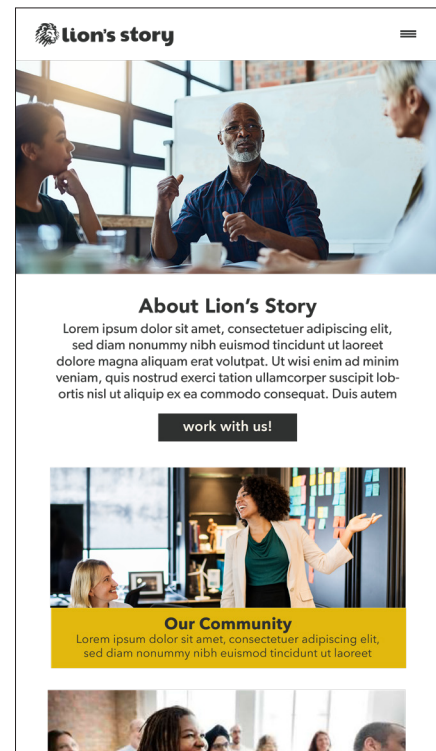 lion's story
About Lion's Story
Lorem ipsum dolor sit amet, consectetuer adipiscing elit,
sed diam nonummy nibh euismod tincidunt ut laoreet
dolore magna aliquam erat volutpat. Ut wisi enim ad minim
veniam, quis nostrud exerci tation ullamcorper suscipit lob-
ortis nisl ut aliquip ex ea commodo consequat. Duis autem
work with us!
Our Community
Lorem ipsum dolor sit amet, consectetuer adipiscing elit,
sed diam nonummy nibh euismod tincidunt ut laoreet